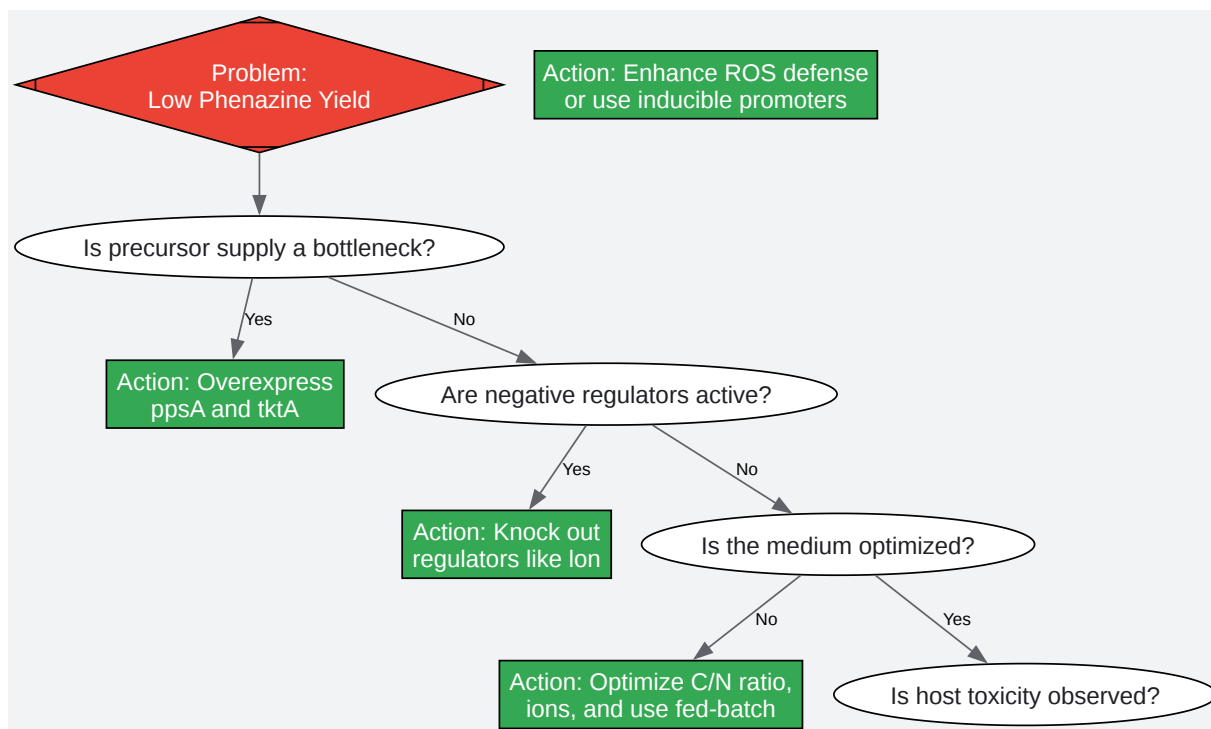 Problem:
Low Phenazine Yield
Action: Enhance ROS defense
or use inducible promoters
Is precursor supply a bottleneck?
Yes
No
Action: Overexpress
ppsA and tktA
Are negative regulators active?
Yes
No
Action: Knock out
regulators like lon
Is the medium optimized?
No
Yes
Action: Optimize C/N ratio,
ions, and use fed-batch
Is host toxicity observed?